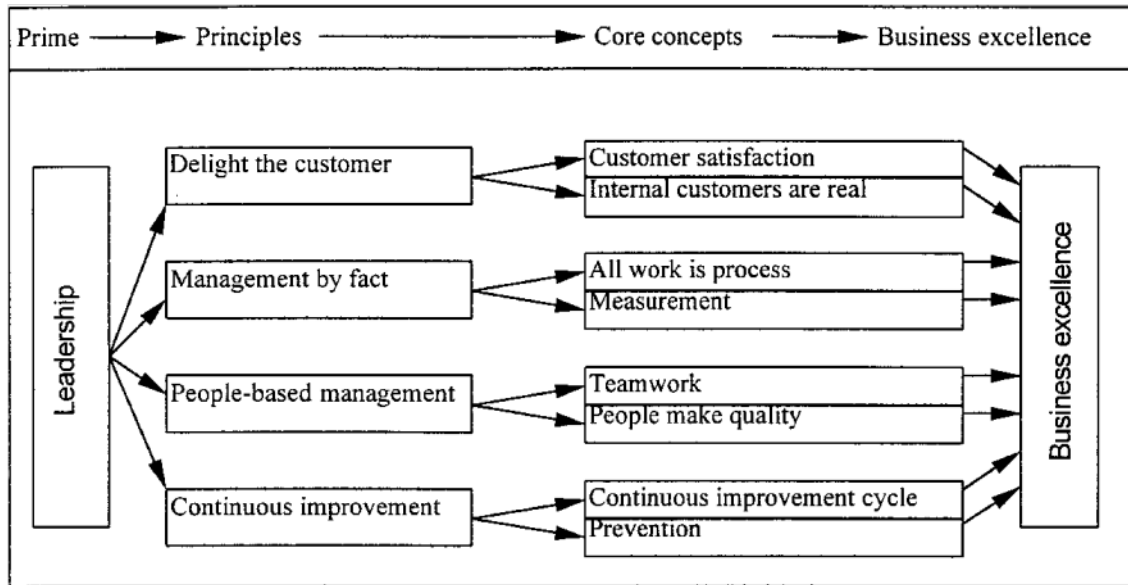 Prime Principles Core concepts Business excellence
Leadership
Delight the customer
Management by fact
People-based management
Continuous improvement
Customer satisfaction
Internal customers are real
All work is process
Measurement
Teamwork
People make quality
Continuous improvement cycle
Prevention
Business excellence